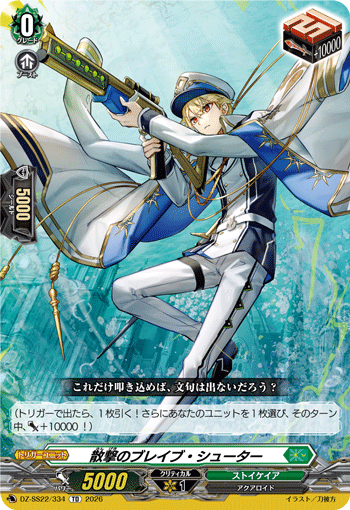 0
グレード
+10000
ブースト
5000
シールド
これだけ叩き込めば、文句は出ないだろう?
(トリガーで出たら、1枚引く!さらにあなたのユニットを1枚選び、そのターン
中、+10000!)
トリガーユニット
散撃のブレイブ・シューター
パワー
5000
クリティカル
1
ストイケイア
アクアロイド
DZ-SS22/334 TD 2026
イラスト/刀彼方